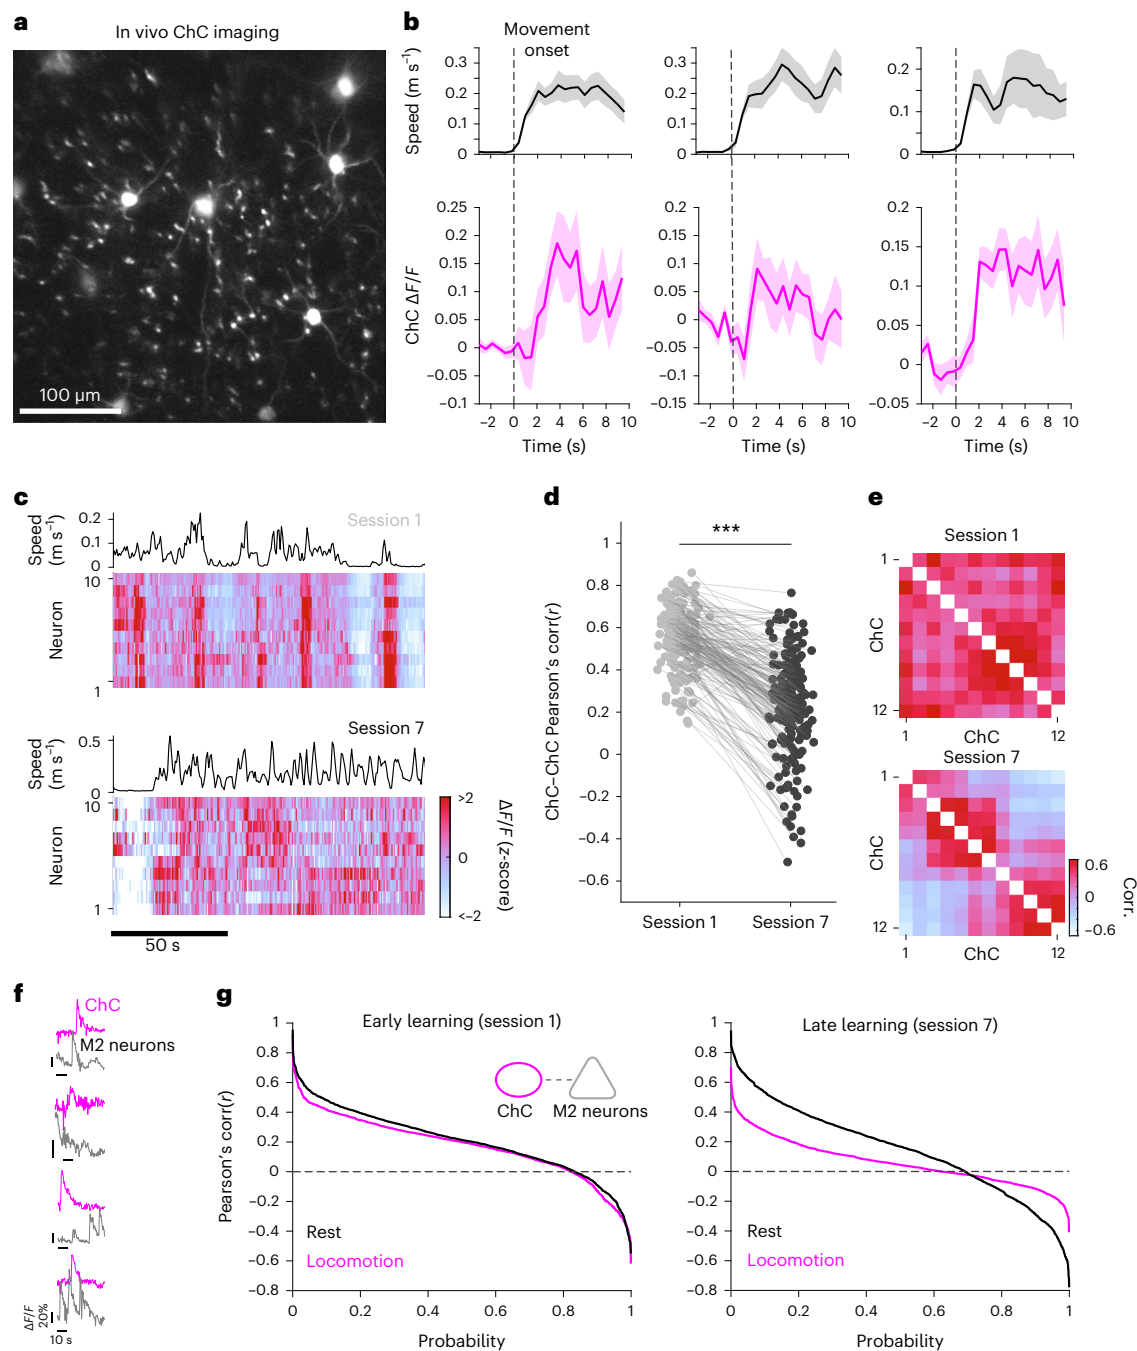 a
In vivo ChC imaging
100 µm
b
Movement
onset
Speed (m s⁻¹)
0.3
0.2
0.1
0
0.3
0.2
0.1
0
0.2
0.1
0
ChC ΔF/F
0.25
0.2
0.15
0.1
0.05
0
−0.05
−0.1
0.2
0.15
0.1
0.05
0
−0.05
−0.1
−0.15
0.2
0.15
0.1
0.05
0
−0.05
−2 0 2 4 6 8 10
−2 0 2 4 6 8 10
−2 0 2 4 6 8 10
Time (s)
Time (s)
Time (s)
c
Speed
(m s⁻¹)
0.2
0.1
0
Session 1
Neuron
10
1
Session 7
Speed
(m s⁻¹)
0.5
0
Neuron
10
1
>2
0
<−2
ΔF/F (z-score)
50 s
d
***
ChC–ChC Pearson's corr(r)
1
0.8
0.6
0.4
0.2
0
−0.2
−0.4
−0.6
Session 1
Session 7
e
Session 1
1
ChC
12
1
ChC
12
Session 7
1
ChC
12
1
ChC
12
0.6
0
−0.6
Corr.
f
ChC
M2 neurons
ΔF/F
20%
10 s
g
Early learning (session 1)
Pearson's corr(r)
1
0.8
0.6
0.4
0.2
0
−0.2
−0.4
−0.6
−0.8
ChC
M2 neurons
Rest
Locomotion
0 0.2 0.4 0.6 0.8 1
Probability
Late learning (session 7)
1
0.8
0.6
0.4
0.2
0
−0.2
−0.4
−0.6
−0.8
Rest
Locomotion
0 0.2 0.4 0.6 0.8 1
Probability